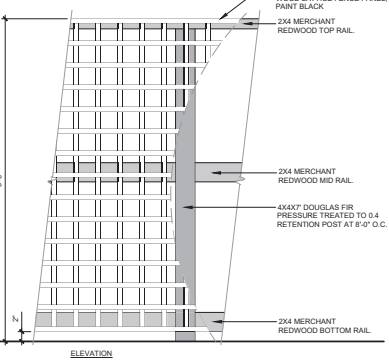 PAINT BLACK
2X4 MERCHANT
REDWOOD TOP RAIL.
2X4 MERCHANT
REDWOOD MID RAIL.
4X4X7' DOUGLAS FIR
PRESSURE TREATED TO 0.4
RETENTION POST AT 8'-0" O.C.
2"
2X4 MERCHANT
REDWOOD BOTTOM RAIL.
ELEVATION